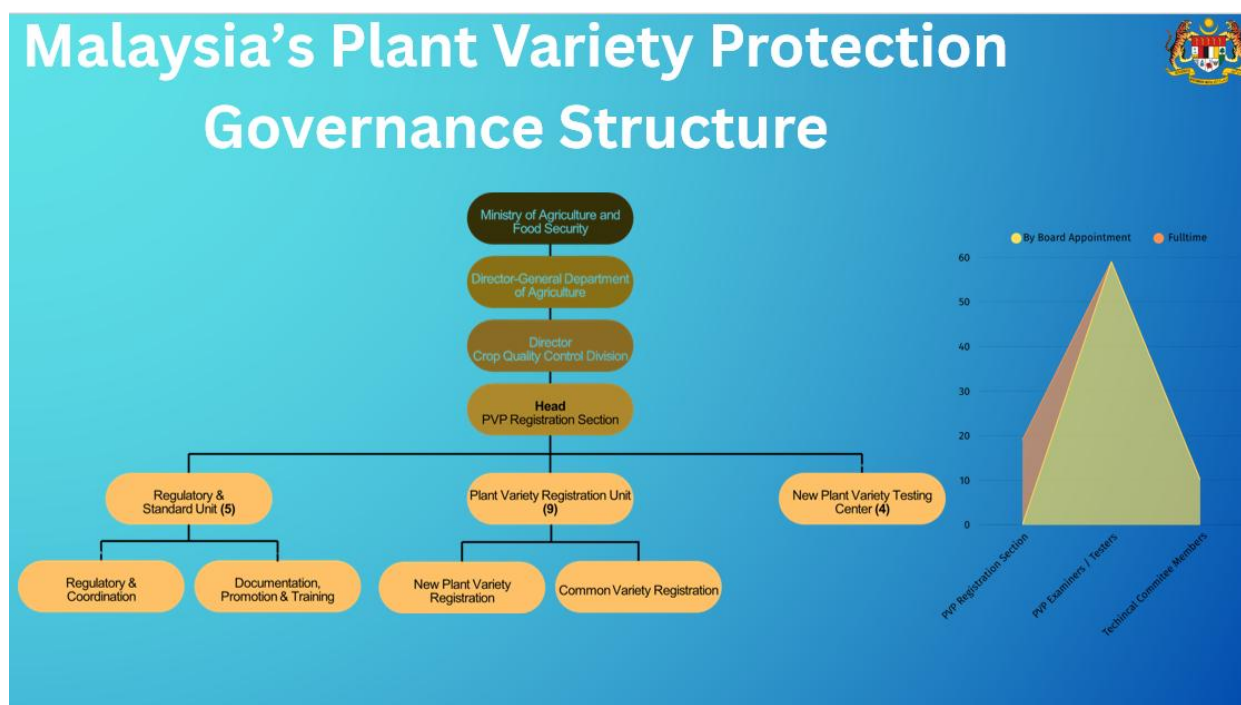 Malaysia’s Plant Variety Protection
Governance Structure
Ministry of Agriculture and
Food Security
Director-General Department
of Agriculture
Director
Crop Quality Control Division
Head
PVP Registration Section
Regulatory &
Standard Unit (5)
Plant Variety Registration Unit
(9)
New Plant Variety Testing
Center (4)
Regulatory &
Coordination
Documentation,
Promotion & Training
New Plant Variety
Registration
Common Variety Registration
By Board Appointment
Fulltime
60
50
40
30
20
10
0
PVP Registration Section
PVP Examiners / Testers
Techincal Commitee Members